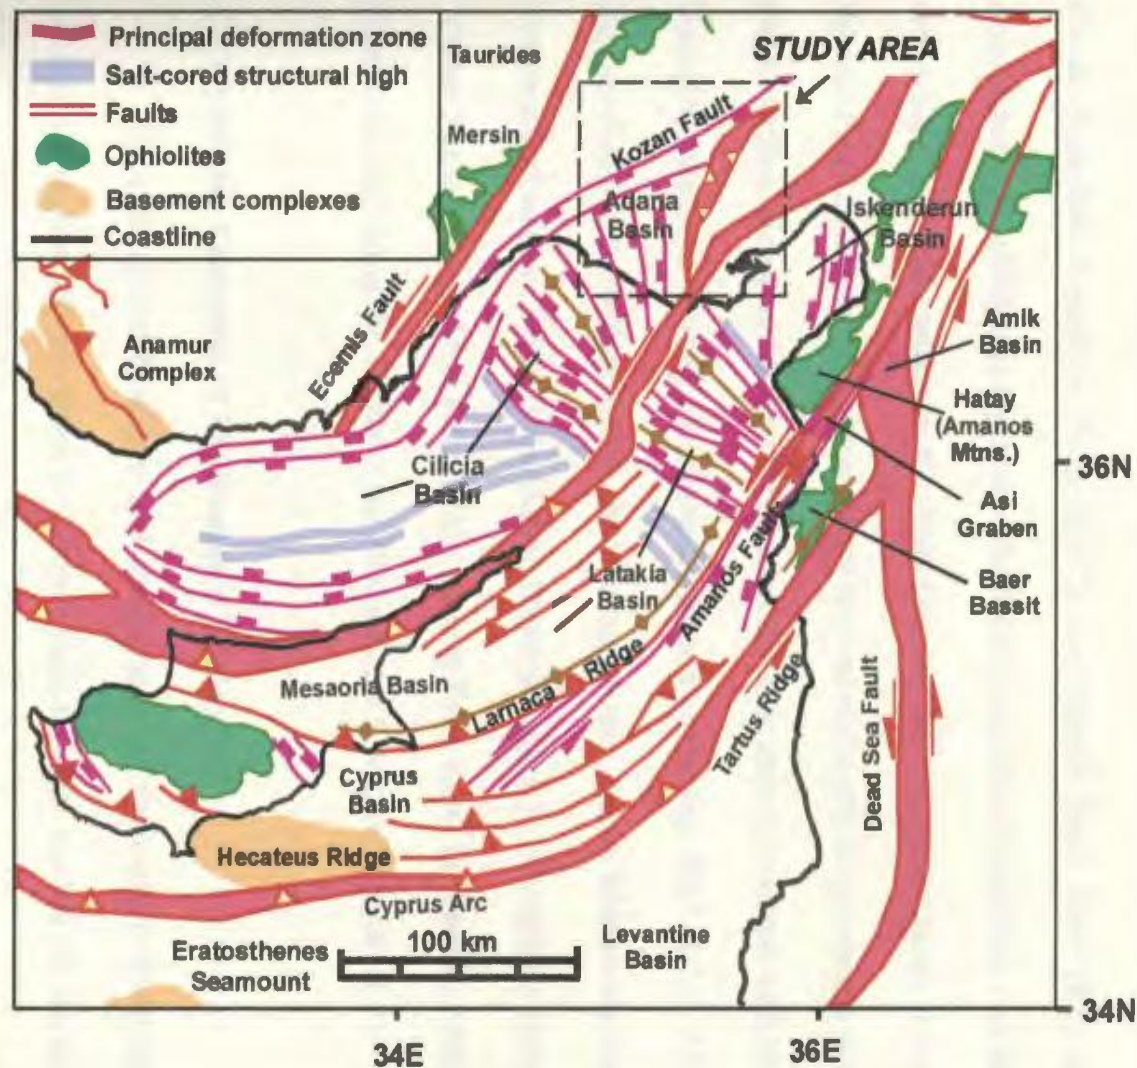 Principal deformation zone
Salt-cored structural high
Faults
Ophiolites
Basement complexes
Coastline
Taurides
STUDY AREA
Mersin
Kozan Fault
Adana
Basin
Iskenderun
Basin
Ecemis Fault
Anamur
Complex
Amik
Basin
Hatay
(Amanos
Mtns.)
36N
Cilicia
Basin
Asi
Graben
Latakia
Basin
Amanos Fault
Baer
Bassit
Mesaoria Basin
Larnaca Ridge
Tartus Ridge
Dead Sea Fault
Cyprus
Basin
Hecateus Ridge
Cyprus Arc
Eratosthenes
Seamount
100 km
Levantine
Basin
34N
34E
36E